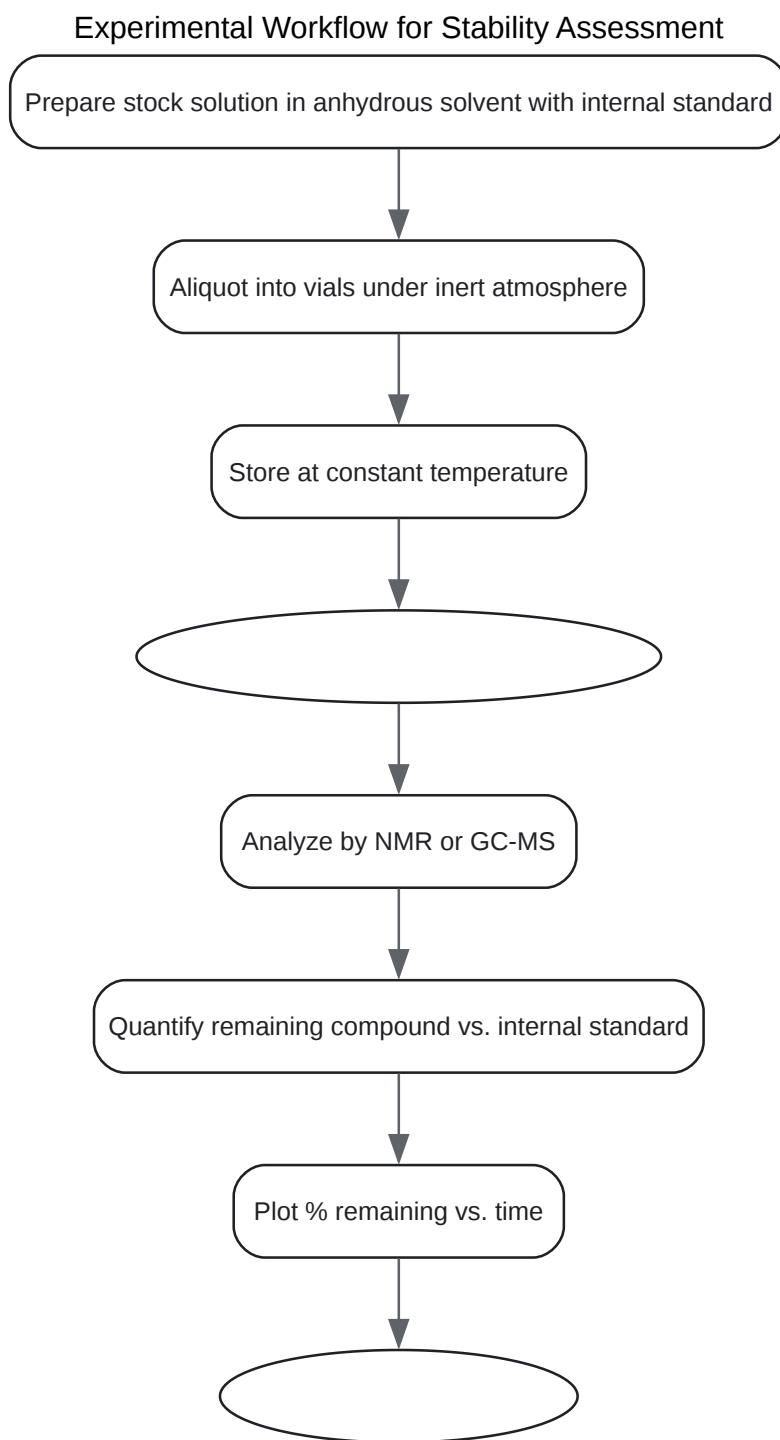 Experimental Workflow for Stability Assessment
Prepare stock solution in anhydrous solvent with internal standard
Aliquot into vials under inert atmosphere
Store at constant temperature
Analyze by NMR or GC-MS
Quantify remaining compound vs. internal standard
Plot % remaining vs. time